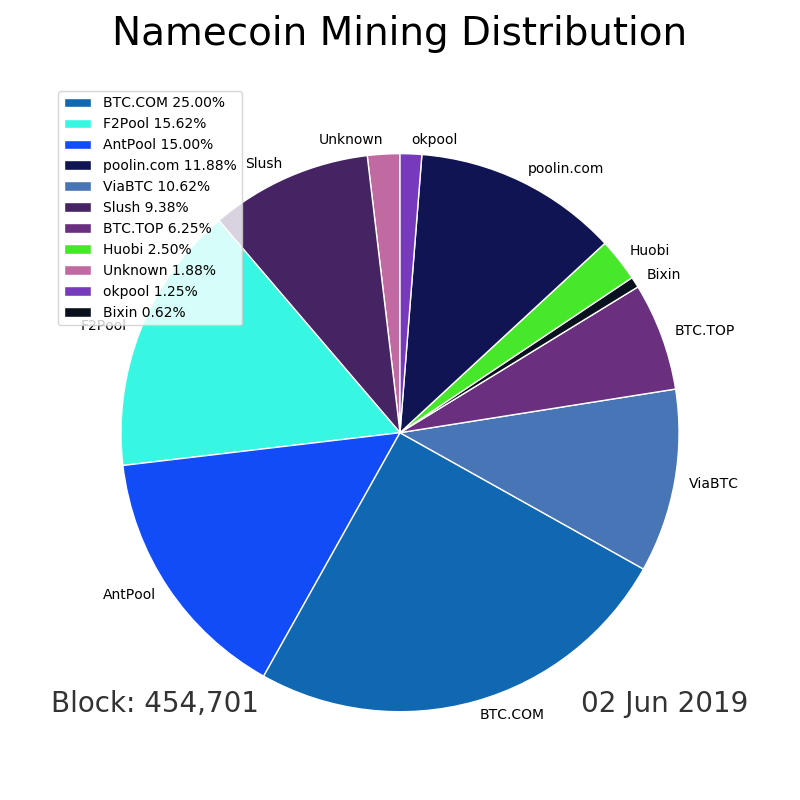 Namecoin Mining Distribution
BTC.COM 25.00%
F2Pool 15.62%
AntPool 15.00%
poolin.com 11.88%
ViaBTC 10.62%
Slush 9.38%
BTC.TOP 6.25%
Huobi 2.50%
Unknown 1.88%
okpool 1.25%
Bixin 0.62%
Unknown
okpool
Slush
poolin.com
Huobi
Bixin
F2Pool
BTC.TOP
ViaBTC
AntPool
BTC.COM
Block: 454,701
02 Jun 2019